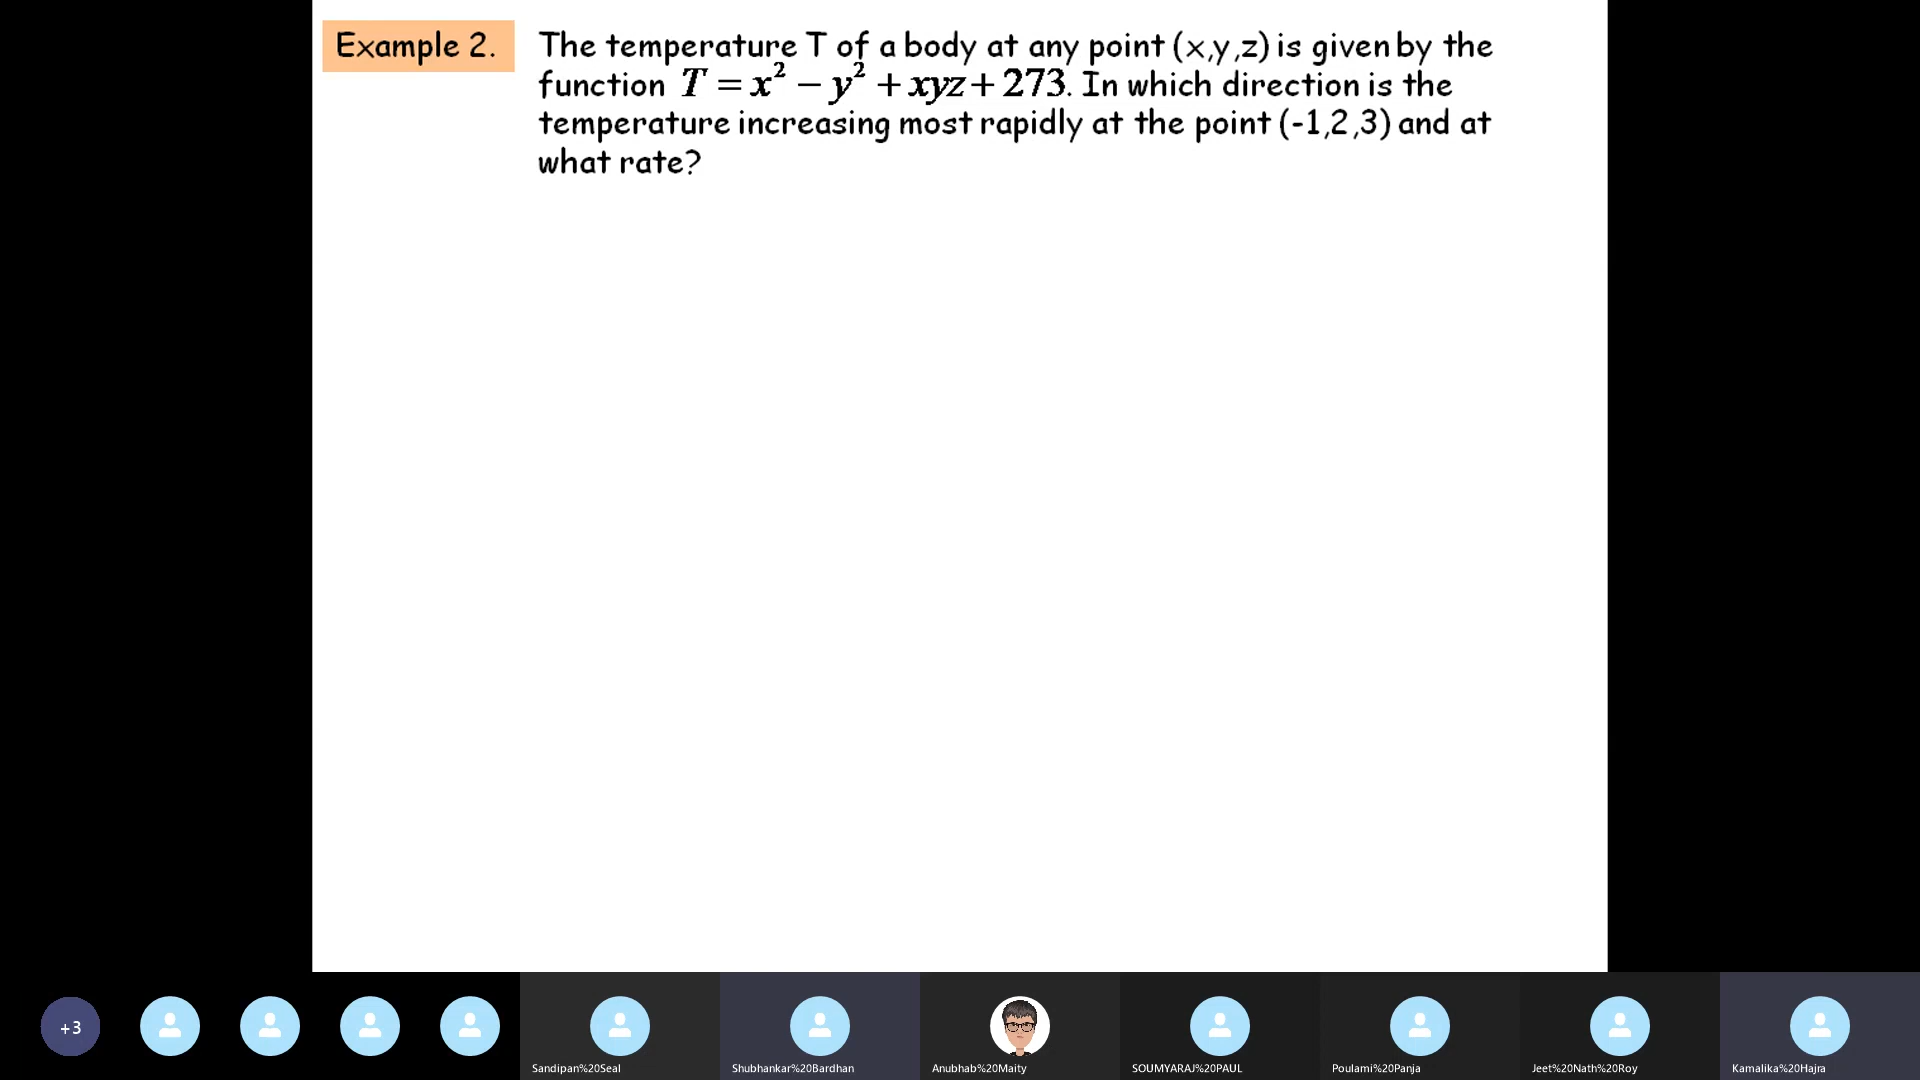 Example 2.
The temperature T of a body at any point (x,y,z) is given by the
function T = x² − y² + xyz + 273. In which direction is the
temperature increasing most rapidly at the point (-1,2,3) and at
what rate?
+3
Sandipan%20Seal
Shubhankar%20Bardhan
Anubhab%20Maity
SOUMYARAJ%20PAUL
Poulami%20Panja
Jeet%20Nath%20Roy
Kamalika%20Hajra